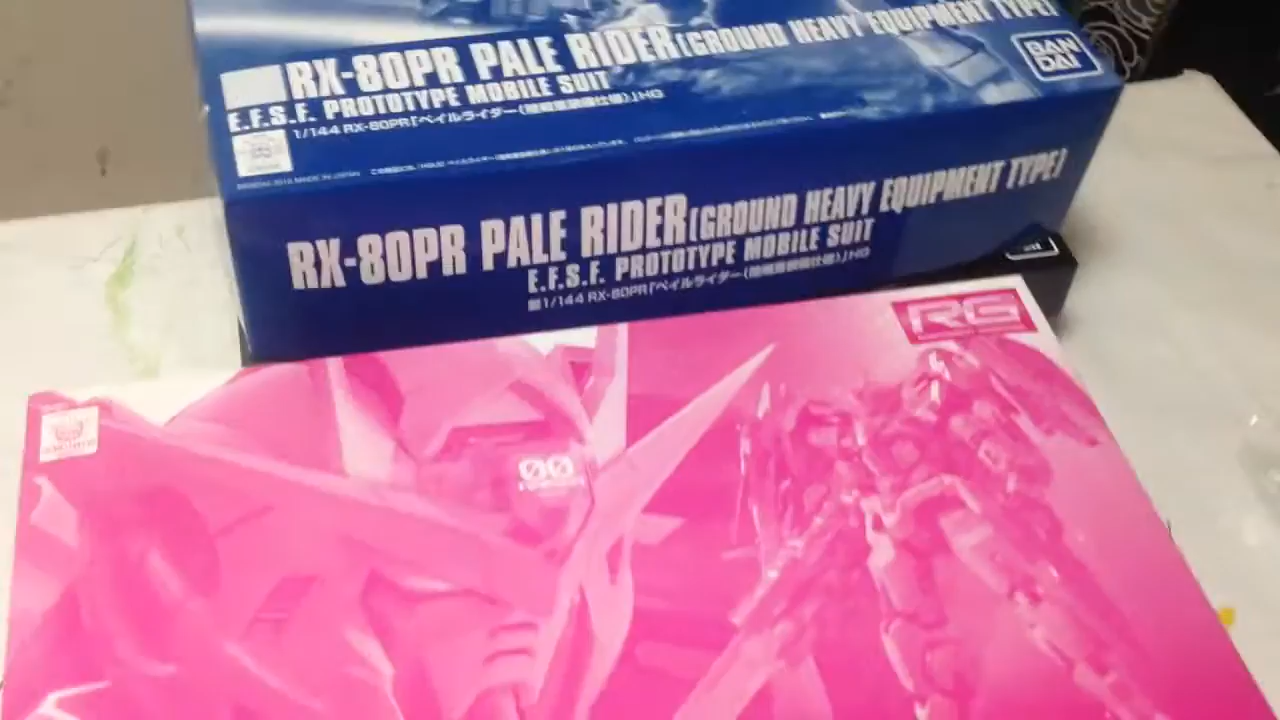 RX-80PR PALE RIDER [GROUND HEAVY EQUIPMENT TYPE]
E.F.S.F. PROTOTYPE MOBILE SUIT
1/144 RX-80PR「ペイルライダー(陸戦重装備仕様)」HG
BAN
DAI
RX-80PR PALE RIDER [GROUND HEAVY EQUIPMENT TYPE]
E.F.S.F. PROTOTYPE MOBILE SUIT
1/144 RX-80PR「ペイルライダー(陸戦重装備仕様)」HG
RG
00